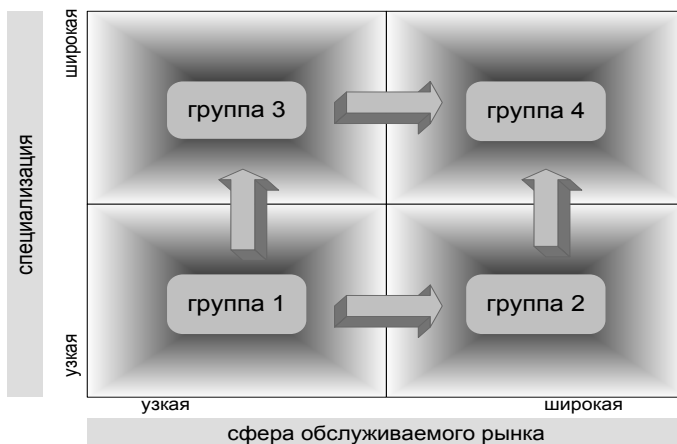 широкая
группа 3
группа 4
специализация
группа 1
группа 2
узкая
узкая
широкая
сфера обслуживаемого рынка